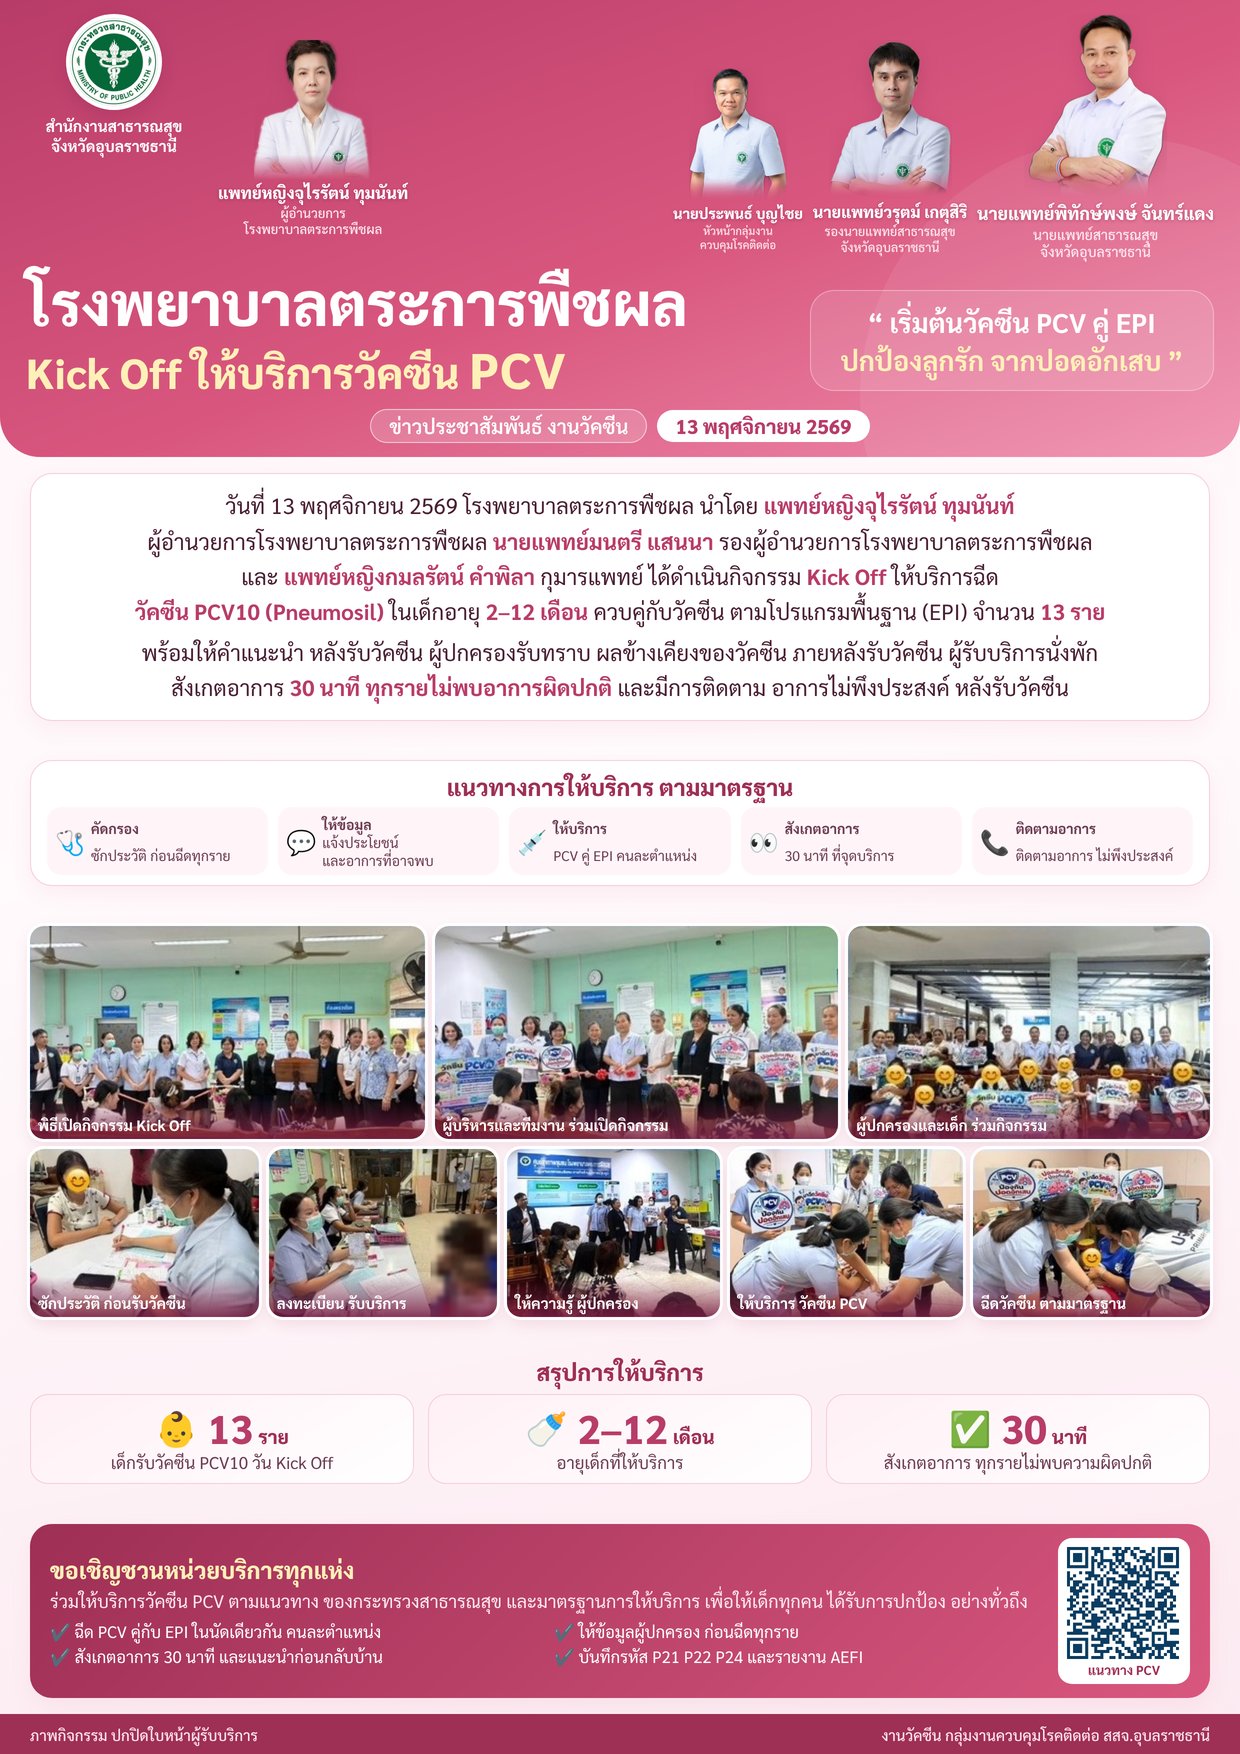 กระทรวงสาธารณสุข
MINISTRY OF PUBLIC HEALTH
สำนักงานสาธารณสุข
จังหวัดอุบลราชธานี
แพทย์หญิงจุไรรัตน์ ทุมนันท์
ผู้อำนวยการ
โรงพยาบาลตระการพืชผล
นายประพนธ์ บุญไชย
หัวหน้ากลุ่มงาน
ควบคุมโรคติดต่อ
นายแพทย์วรุตม์ เกตุสิริ
รองนายแพทย์สาธารณสุข
จังหวัดอุบลราชธานี
นายแพทย์พิทักษ์พงษ์ จันทร์แดง
นายแพทย์สาธารณสุข
จังหวัดอุบลราชธานี
โรงพยาบาลตระการพืชผล
Kick Off ให้บริการวัคซีน PCV
“ เริ่มต้นวัคซีน PCV คู่ EPI
ปกป้องลูกรัก จากปอดอักเสบ ”
ข่าวประชาสัมพันธ์ งานวัคซีน
13 พฤศจิกายน 2569
วันที่ 13 พฤศจิกายน 2569 โรงพยาบาลตระการพืชผล นำโดย แพทย์หญิงจุไรรัตน์ ทุมนันท์
ผู้อำนวยการโรงพยาบาลตระการพืชผล นายแพทย์มนตรี แสนนา รองผู้อำนวยการโรงพยาบาลตระการพืชผล
และ แพทย์หญิงกมลรัตน์ คำพิลา กุมารแพทย์ ได้ดำเนินกิจกรรม Kick Off ให้บริการฉีด
วัคซีน PCV10 (Pneumosil) ในเด็กอายุ 2–12 เดือน ควบคู่กับวัคซีน ตามโปรแกรมพื้นฐาน (EPI) จำนวน 13 ราย
พร้อมให้คำแนะนำ หลังรับวัคซีน ผู้ปกครองรับทราบ ผลข้างเคียงของวัคซีน ภายหลังรับวัคซีน ผู้รับบริการนั่งพัก
สังเกตอาการ 30 นาที ทุกรายไม่พบอาการผิดปกติ และมีการติดตาม อาการไม่พึงประสงค์ หลังรับวัคซีน
แนวทางการให้บริการ ตามมาตรฐาน
คัดกรอง
ซักประวัติ ก่อนฉีดทุกราย
ให้ข้อมูล
แจ้งประโยชน์
และอาการที่อาจพบ
ให้บริการ
PCV คู่ EPI คนละตำแหน่ง
สังเกตอาการ
30 นาที ที่จุดบริการ
ติดตามอาการ
ติดตามอาการ ไม่พึงประสงค์
พิธีเปิดกิจกรรม Kick Off
ผู้บริหารและทีมงาน ร่วมเปิดกิจกรรม
ผู้ปกครองและเด็ก ร่วมกิจกรรม
ซักประวัติ ก่อนรับวัคซีน
ลงทะเบียน รับบริการ
ให้ความรู้ ผู้ปกครอง
PCV
ป้องกัน
ปอดอักเสบ
ให้บริการ วัคซีน PCV
ฉีดวัคซีน ตามมาตรฐาน
สรุปการให้บริการ
13 ราย
เด็กรับวัคซีน PCV10 วัน Kick Off
2–12 เดือน
อายุเด็กที่ให้บริการ
30 นาที
สังเกตอาการ ทุกรายไม่พบความผิดปกติ
ขอเชิญชวนหน่วยบริการทุกแห่ง
ร่วมให้บริการวัคซีน PCV ตามแนวทาง ของกระทรวงสาธารณสุข และมาตรฐานการให้บริการ เพื่อให้เด็กทุกคน ได้รับการปกป้อง อย่างทั่วถึง
✔ ฉีด PCV คู่กับ EPI ในนัดเดียวกัน คนละตำแหน่ง
✔ ให้ข้อมูลผู้ปกครอง ก่อนฉีดทุกราย
✔ สังเกตอาการ 30 นาที และแนะนำก่อนกลับบ้าน
✔ บันทึกรหัส P21 P22 P24 และรายงาน AEFI
แนวทาง PCV
ภาพกิจกรรม ปกปิดใบหน้าผู้รับบริการ
งานวัคซีน กลุ่มงานควบคุมโรคติดต่อ สสจ.อุบลราชธานี